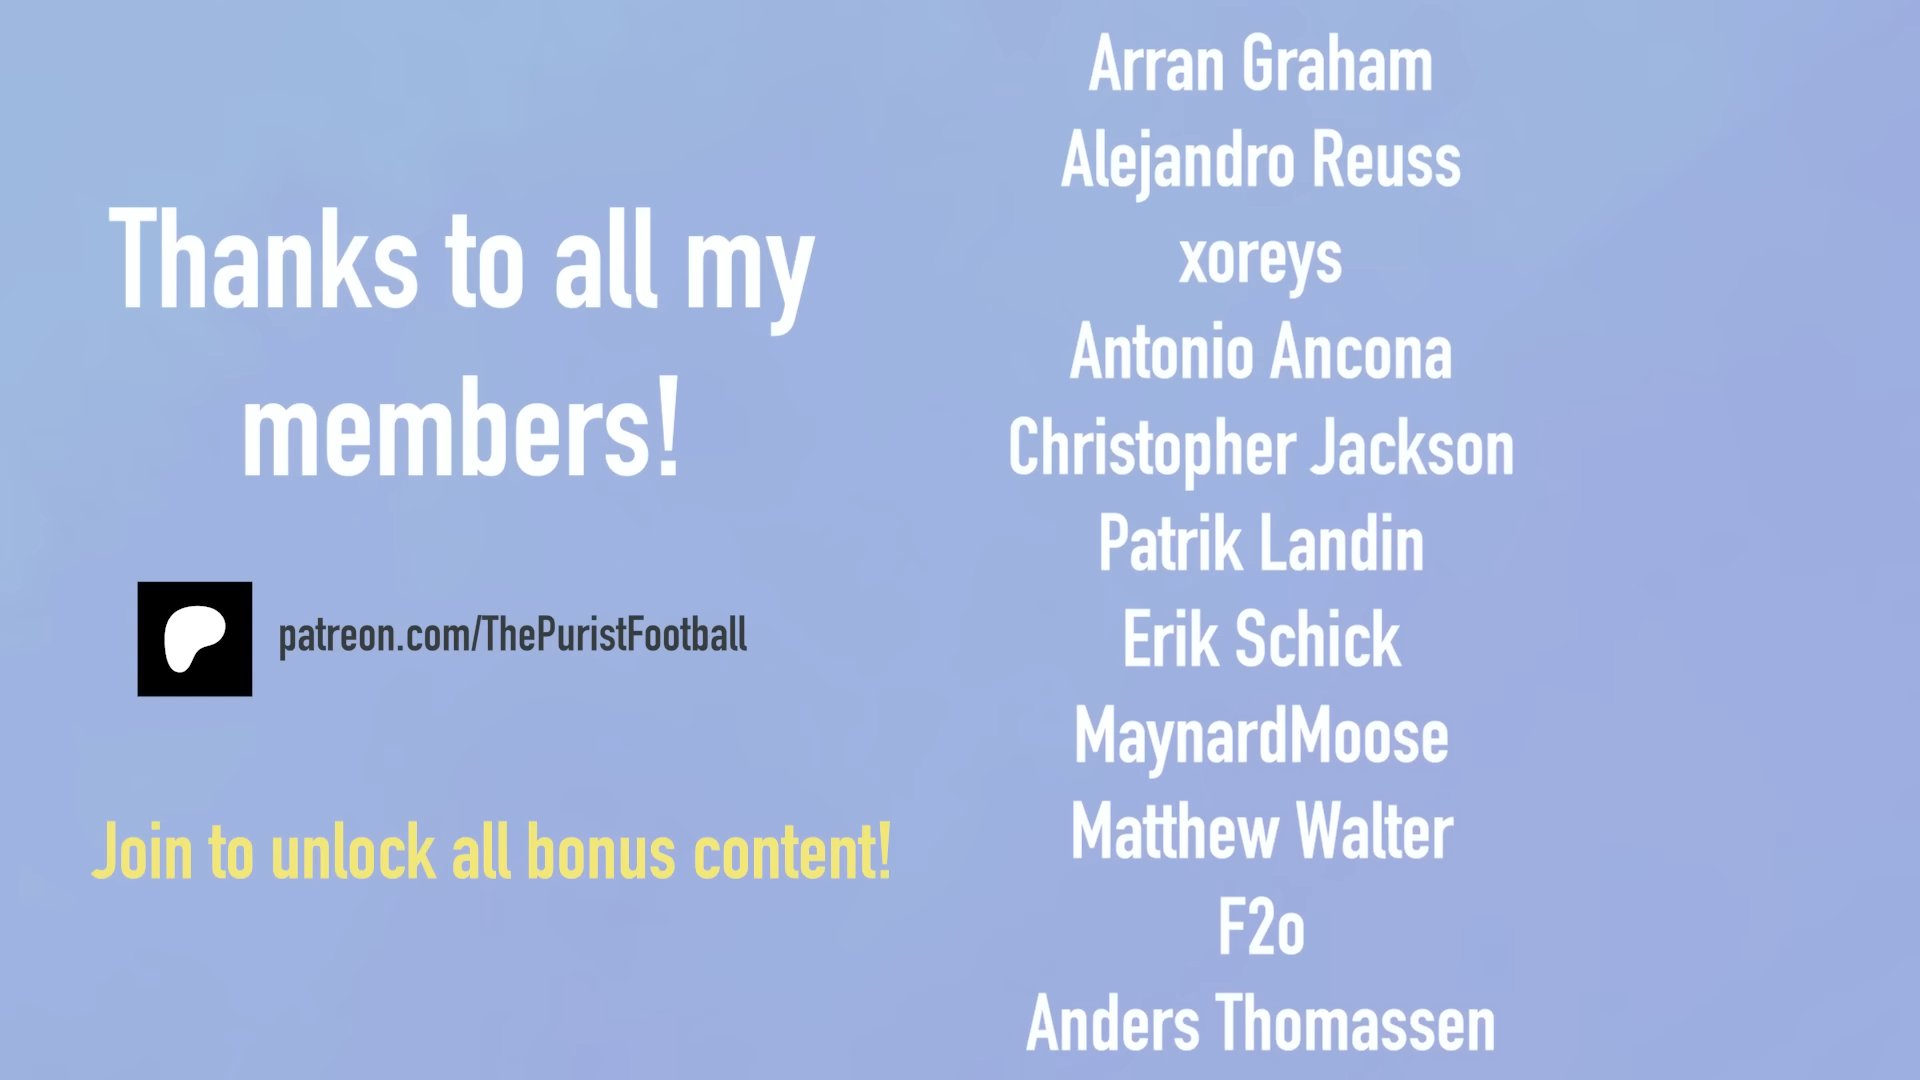 Thanks to all my
members!
patreon.com/ThePuristFootball
Join to unlock all bonus content!
Arran Graham
Alejandro Reuss
xoreys
Antonio Ancona
Christopher Jackson
Patrik Landin
Erik Schick
MaynardMoose
Matthew Walter
F2o
Anders Thomassen